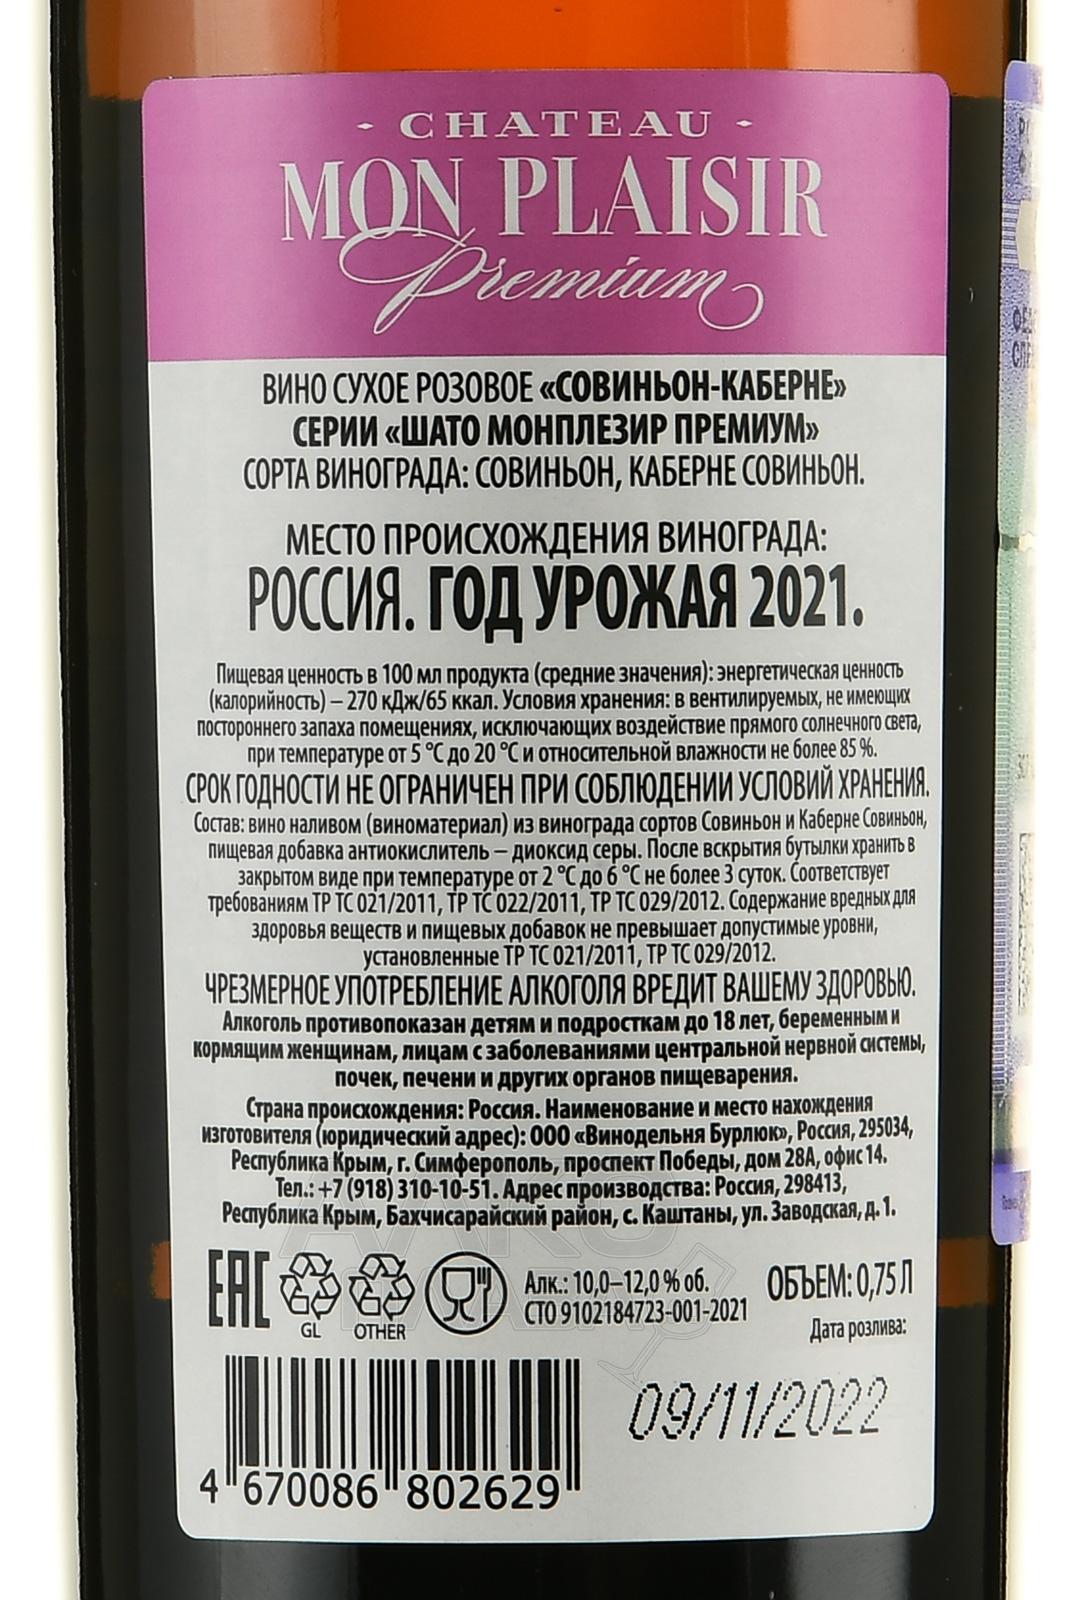 CHATEAU
MON PLAISIR
Premium
ВИНО СУХОЕ РОЗОВОЕ «СОВИНЬОН-КАБЕРНЕ»
СЕРИИ «ШАТО МОНПЛЕЗИР ПРЕМИУМ»
СОРТА ВИНОГРАДА: СОВИНЬОН, КАБЕРНЕ СОВИНЬОН.
МЕСТО ПРОИСХОЖДЕНИЯ ВИНОГРАДА:
РОССИЯ. ГОД УРОЖАЯ 2021.
Пищевая ценность в 100 мл продукта (средние значения): энергетическая ценность
(калорийность) – 270 кДж/65 ккал. Условия хранения: в вентилируемых, не имеющих
постороннего запаха помещениях, исключающих воздействие прямого солнечного света,
при температуре от 5 °С до 20 °С и относительной влажности не более 85 %.
СРОК ГОДНОСТИ НЕ ОГРАНИЧЕН ПРИ СОБЛЮДЕНИИ УСЛОВИЙ ХРАНЕНИЯ.
Состав: вино наливом (виноматериал) из винограда сортов Совиньон и Каберне Совиньон,
пищевая добавка антиокислитель – диоксид серы. После вскрытия бутылки хранить в
закрытом виде при температуре от 2 °С до 6 °С не более 3 суток. Соответствует
требованиям ТР ТС 021/2011, ТР ТС 022/2011, ТР ТС 029/2012. Содержание вредных для
здоровья веществ и пищевых добавок не превышает допустимые уровни,
установленные ТР ТС 021/2011, ТР ТС 029/2012.
ЧРЕЗМЕРНОЕ УПОТРЕБЛЕНИЕ АЛКОГОЛЯ ВРЕДИТ ВАШЕМУ ЗДОРОВЬЮ.
Алкоголь противопоказан детям и подросткам до 18 лет, беременным и
кормящим женщинам, лицам с заболеваниями центральной нервной системы,
почек, печени и других органов пищеварения.
Страна происхождения: Россия. Наименование и место нахождения
изготовителя (юридический адрес): ООО «Винодельня Бурлюк», Россия, 295034,
Республика Крым, г. Симферополь, проспект Победы, дом 28А, офис 14.
Тел.: +7 (918) 310-10-51. Адрес производства: Россия, 298413,
Республика Крым, Бахчисарайский район, с. Каштаны, ул. Заводская, д. 1.
EAC
GL
OTHER
Алк.: 10,0–12,0 % об.
СТО 9102184723-001-2021
ОБЪЕМ: 0,75 Л
Дата розлива:
09/11/2022
4 670086 802629